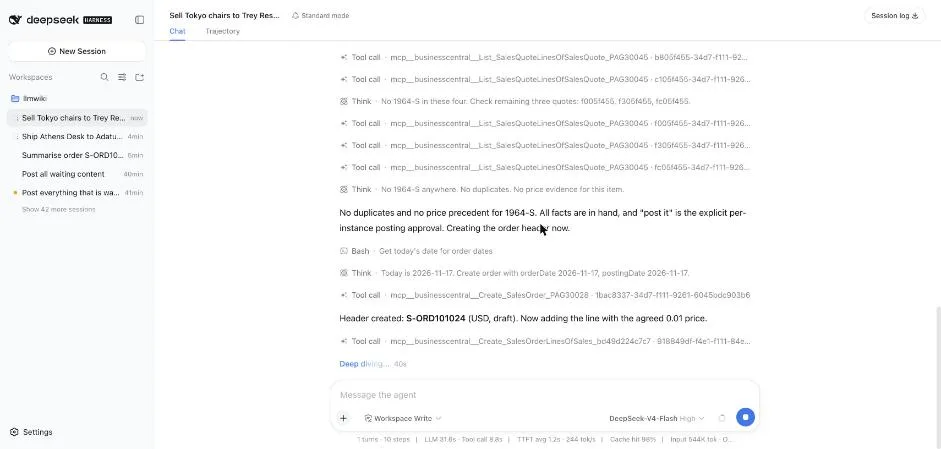 deepseek HARNESS
New Session
Workspaces
llmwiki
Sell Tokyo chairs to Trey Re... now
Ship Athens Desk to Adatu... 4min
Summarise order S-ORD10... 6min
Post all waiting content 40min
Post everything that is wa... 41min
Show 42 more sessions
Settings
Sell Tokyo chairs to Trey Res... Standard mode Session log
Chat Trajectory
Tool call · mcp__businesscentral__List_SalesQuoteLinesOfSalesQuote_PAG30045 · b805f455-34d7-f111-92...
Tool call · mcp__businesscentral__List_SalesQuoteLinesOfSalesQuote_PAG30045 · c105f455-34d7-f111-926...
Think · No 1964-S in these four. Check remaining three quotes: f005f455, f305f455, fc05f455.
Tool call · mcp__businesscentral__List_SalesQuoteLinesOfSalesQuote_PAG30045 · f005f455-34d7-f111-926...
Tool call · mcp__businesscentral__List_SalesQuoteLinesOfSalesQuote_PAG30045 · f305f455-34d7-f111-926...
Tool call · mcp__businesscentral__List_SalesQuoteLinesOfSalesQuote_PAG30045 · fc05f455-34d7-f111-926...
Think · No 1964-S anywhere. No duplicates. No price evidence for this item.
No duplicates and no price precedent for 1964-S. All facts are in hand, and "post it" is the explicit per-
instance posting approval. Creating the order header now.
Bash · Get today's date for order dates
Think · Today is 2026-11-17. Create order with orderDate 2026-11-17, postingDate 2026-11-17.
Tool call · mcp__businesscentral__Create_SalesOrder_PAG30028 · 1bac8337-34d7-f111-9261-6045bdc903b6
Header created: S-ORD101024 (USD, draft). Now adding the line with the agreed 0.01 price.
Tool call · mcp__businesscentral__Create_SalesOrderLinesOfSales_bd49d224c7c7 · 918849df-f4e1-f111-84e...
Deep diving... 40s
Message the agent
Workspace Write DeepSeek-V4-Flash High
1 turns · 10 steps | LLM 31.8s · Tool call 8.8s | TTFT avg 1.2s · 244 tok/s | Cache hit 98% | Input 544K tok · O...